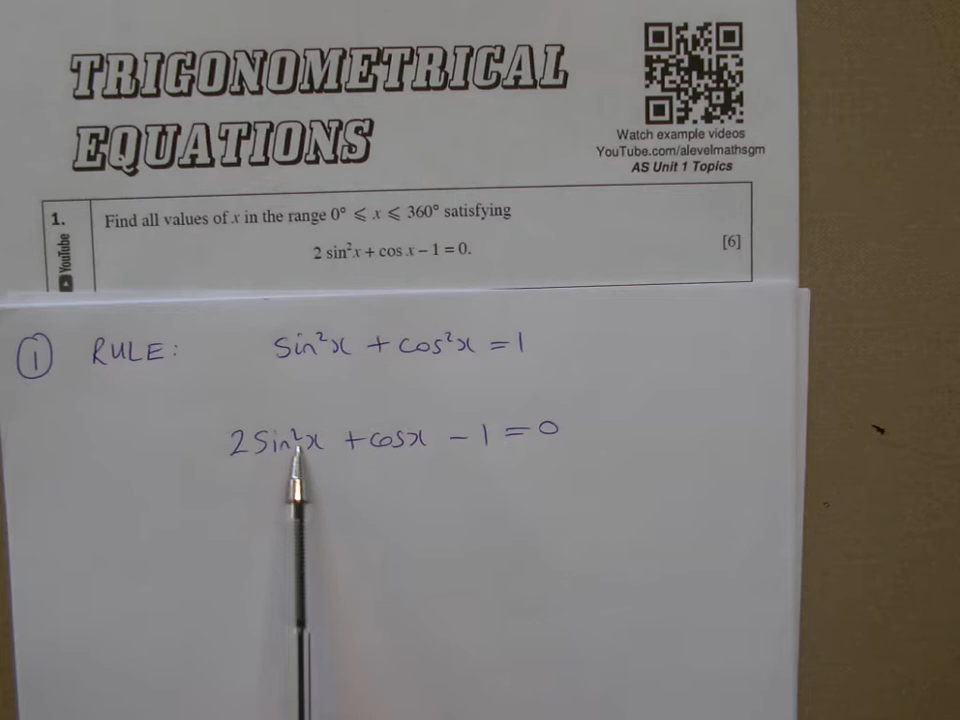 TRIGONOMETRICAL
EQUATIONS
Watch example videos
YouTube.com/alevelmathsgm
AS Unit 1 Topics
1.
YouTube
Find all values of x in the range 0° ⩽ x ⩽ 360° satisfying
2 sin²x + cos x − 1 = 0.
[6]
① RULE: sin²x + cos²x = 1
2 sin²x + cosx − 1 = 0